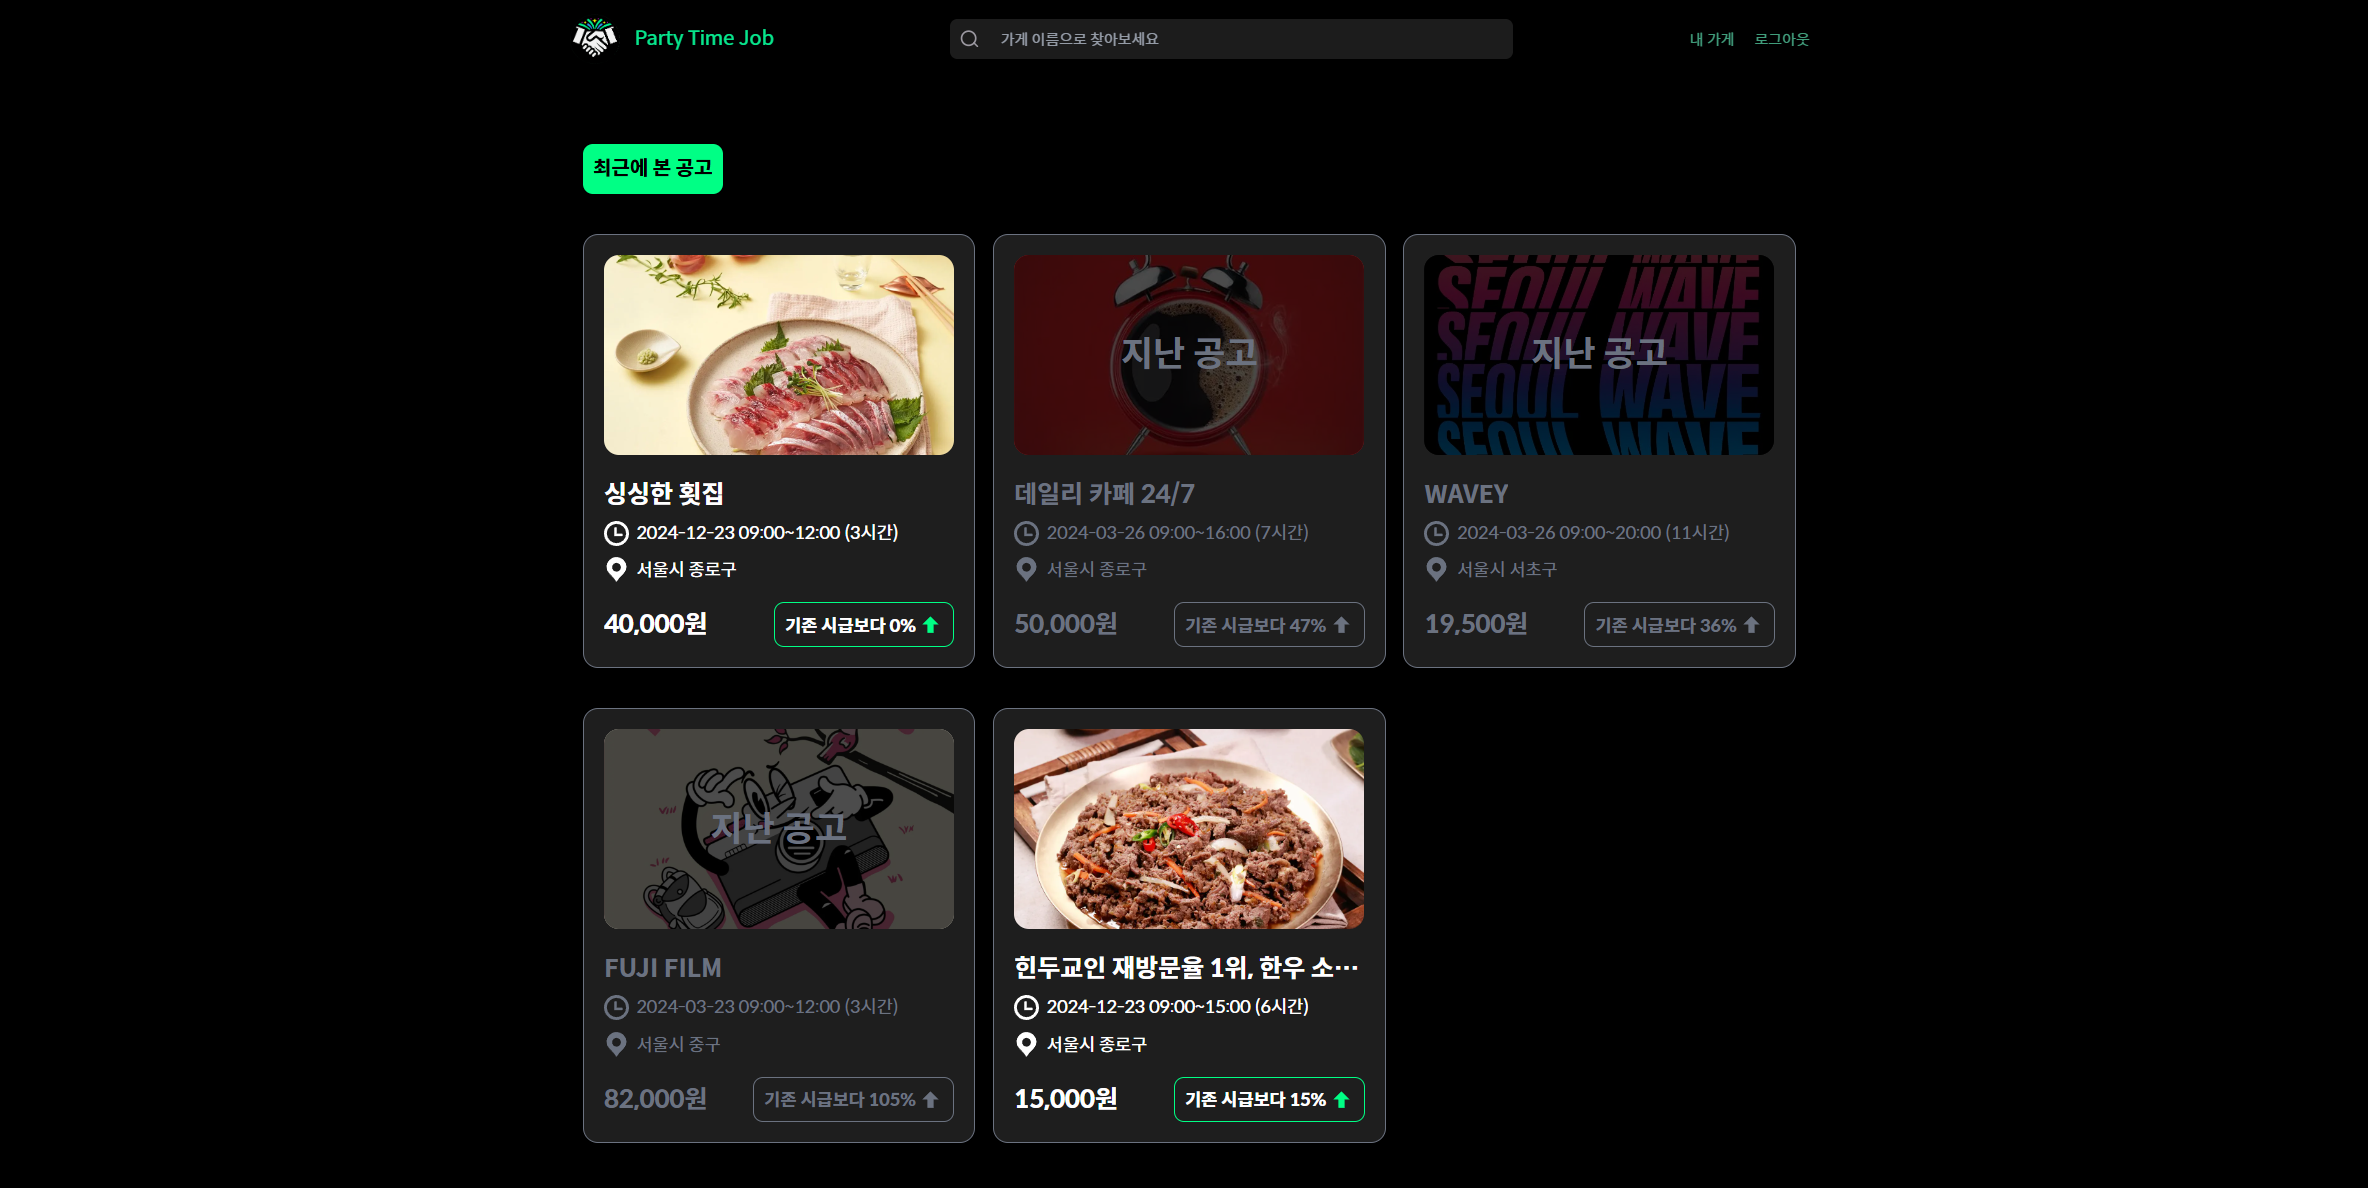 Party Time Job
가게 이름으로 찾아보세요
내 가게
로그아웃
최근에 본 공고
싱싱한 횟집
2024-12-23 09:00~12:00 (3시간)
서울시 종로구
40,000원
기존 시급보다 0%
지난 공고
데일리 카페 24/7
2024-03-26 09:00~16:00 (7시간)
서울시 종로구
50,000원
기존 시급보다 47%
SEOUL WAVE
SEOUL WAVE
지난 공고
SEOUL WAVE
SEOUL WAVE
WAVEY
2024-03-26 09:00~20:00 (11시간)
서울시 서초구
19,500원
기존 시급보다 36%
지난 공고
FUJI FILM
2024-03-23 09:00~12:00 (3시간)
서울시 중구
82,000원
기존 시급보다 105%
힌두교인 재방문율 1위, 한우 소…
2024-12-23 09:00~15:00 (6시간)
서울시 종로구
15,000원
기존 시급보다 15%